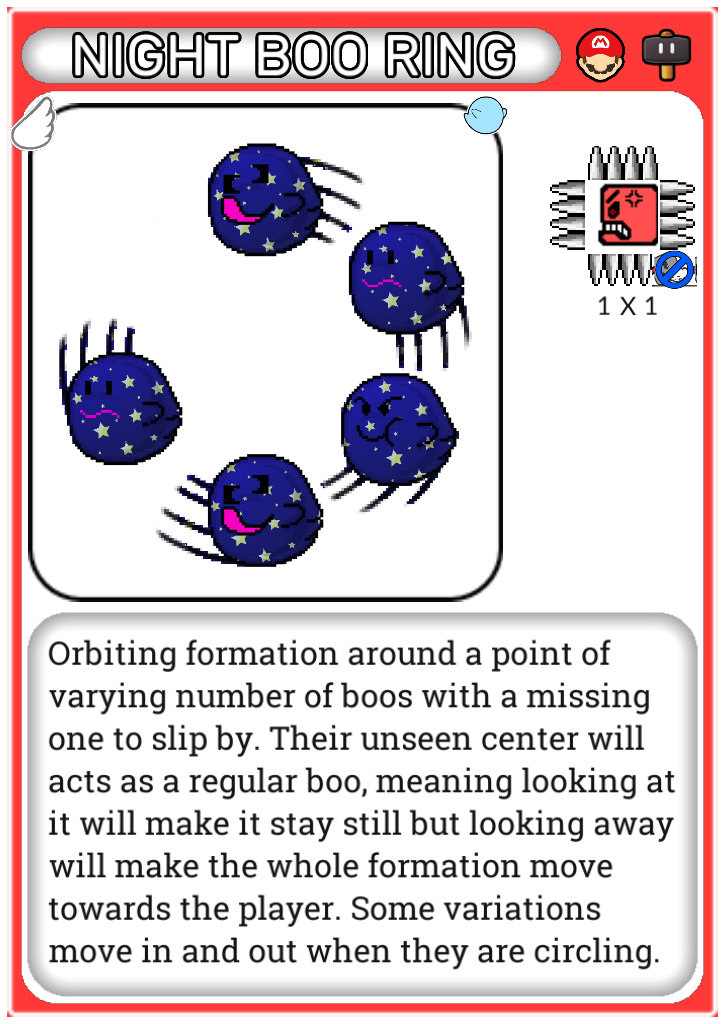 NIGHT BOO RING
1 X 1
Orbiting formation around a point of
varying number of boos with a missing
one to slip by. Their unseen center will
acts as a regular boo, meaning looking at
it will make it stay still but looking away
will make the whole formation move
towards the player. Some variations
move in and out when they are circling.